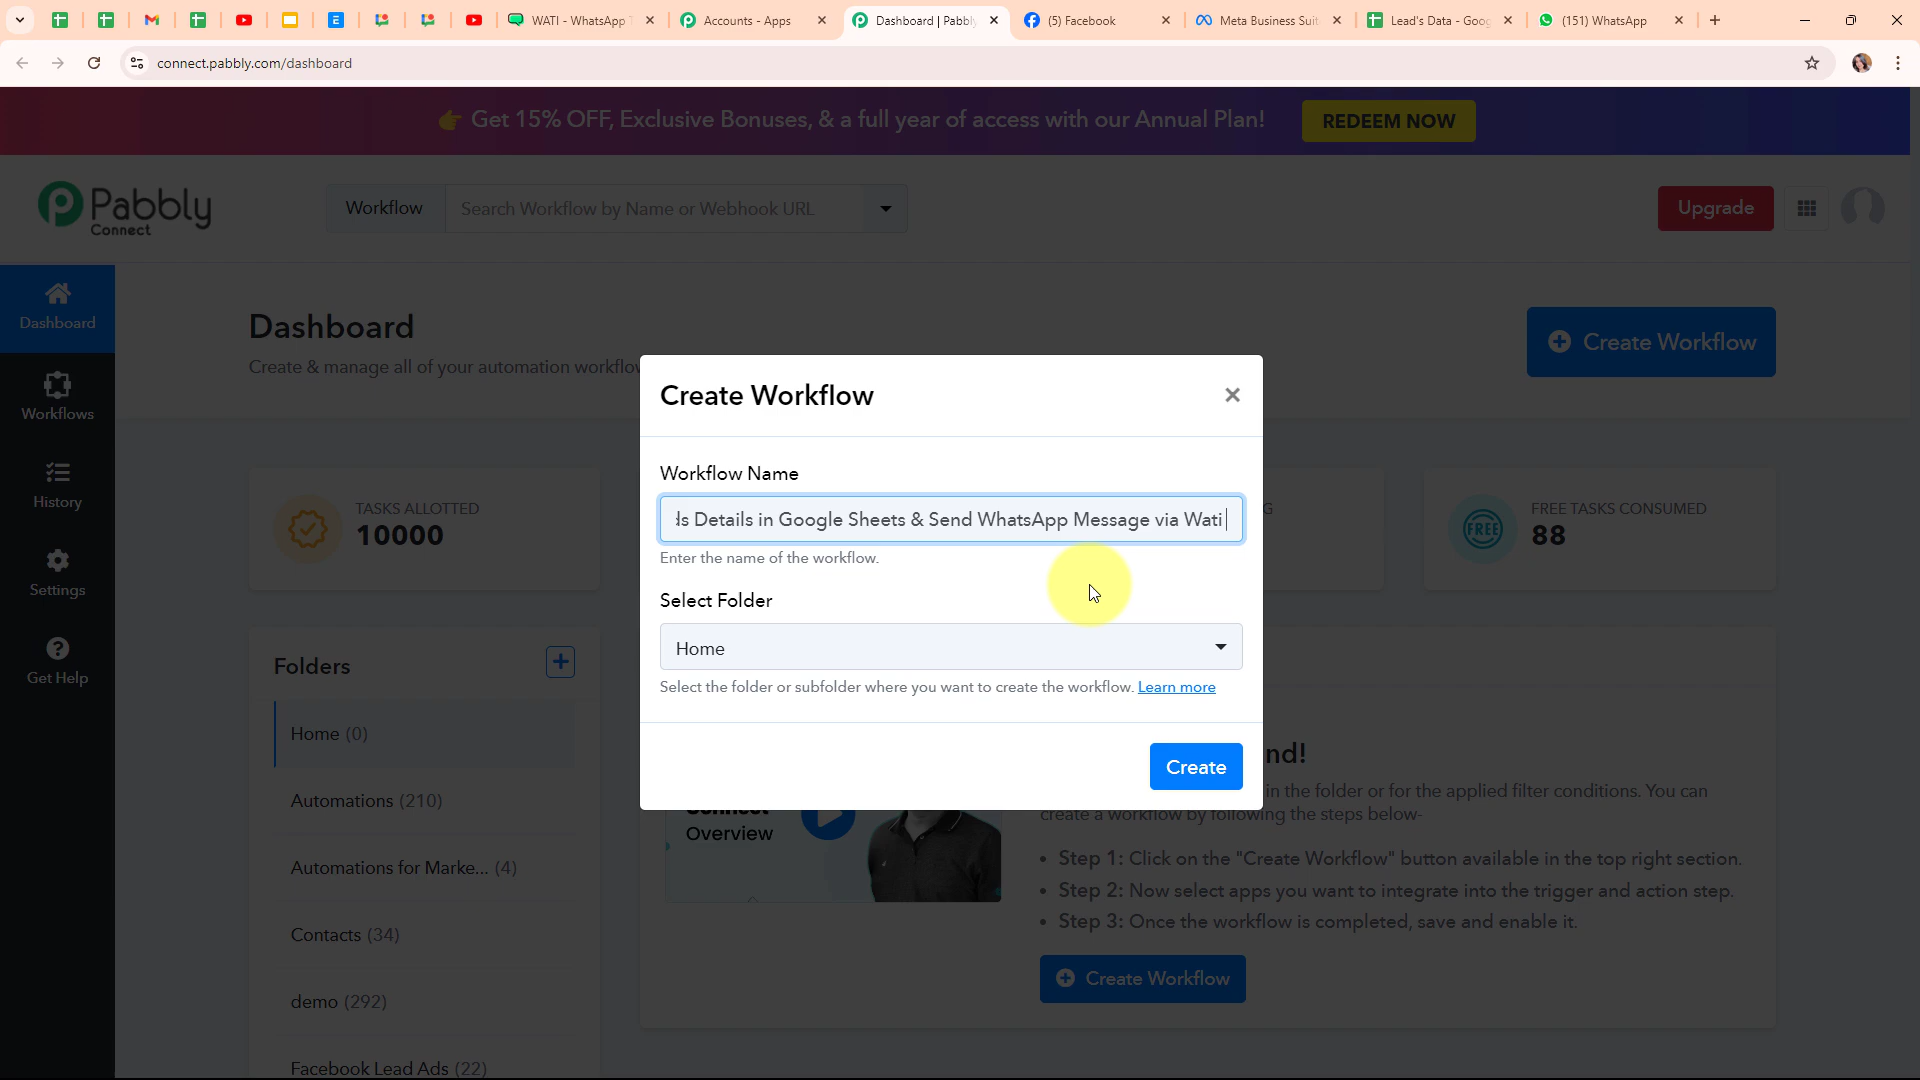 WATI - WhatsApp
Accounts - Apps
Dashboard | Pabbly
(5) Facebook
Meta Business Suit
Lead's Data - Goog
(151) WhatsApp
connect.pabbly.com/dashboard
👉 Get 15% OFF, Exclusive Bonuses, & a full year of access with our Annual Plan!
REDEEM NOW
Pabbly
Connect
Workflow
Search Workflow by Name or Webhook URL
Upgrade
Dashboard
Workflows
History
Settings
Get Help
Dashboard
Create & manage all of your automation workflow
Create Workflow
TASKS ALLOTTED
10000
FREE TASKS CONSUMED
88
Create Workflow
×
Workflow Name
ds Details in Google Sheets & Send WhatsApp Message via Wati
Enter the name of the workflow.
Select Folder
Home
Select the folder or subfolder where you want to create the workflow. Learn more
Create
Folders
Home (0)
Automations (210)
Automations for Marke... (4)
Contacts (34)
demo (292)
Facebook Lead Ads (22)
Overview
nd!
in the folder or for the applied filter conditions. You can
create a workflow by following the steps below-
• Step 1: Click on the "Create Workflow" button available in the top right section.
• Step 2: Now select apps you want to integrate into the trigger and action step.
• Step 3: Once the workflow is completed, save and enable it.
Create Workflow